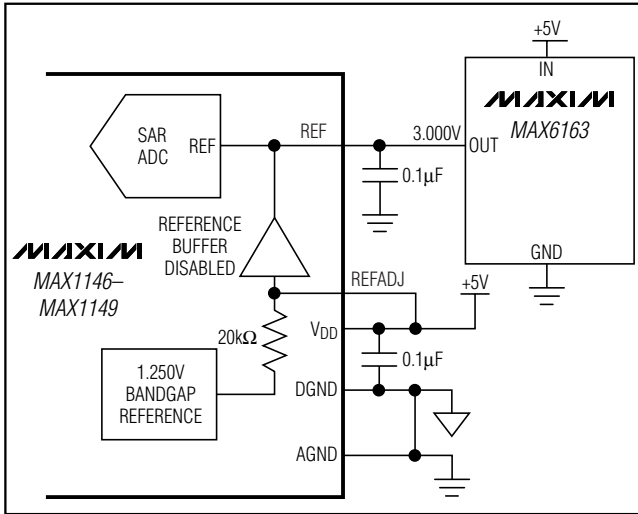 +5V
IN
MAXIM
MAX6163
3.000V
OUT
GND
SAR
ADC
REF
REF
0.1µF
REFERENCE
BUFFER
DISABLED
MAXIM
MAX1146–
MAX1149
REFADJ
+5V
VDD
20kΩ
0.1µF
1.250V
BANDGAP
REFERENCE
DGND
AGND